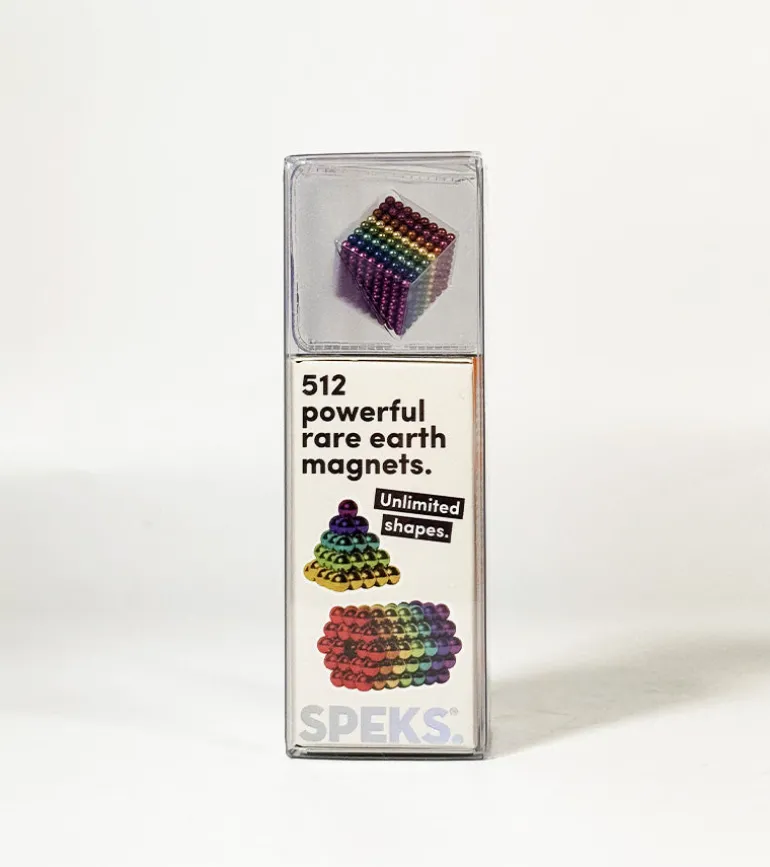 512
powerful
rare earth
magnets.
Unlimited
shapes.
SPEKS®